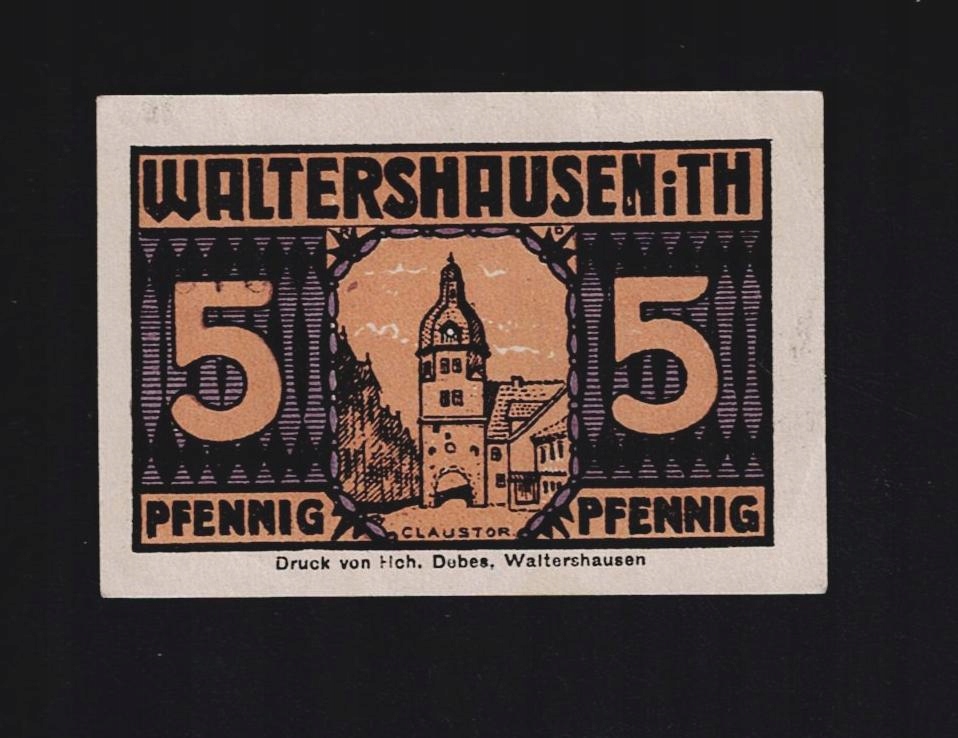 WALTERSHAUSEN i TH
R D
5 5
PFENNIG PFENNIG
CLAUSTOR
Druck von Hch. Debes, Waltershausen